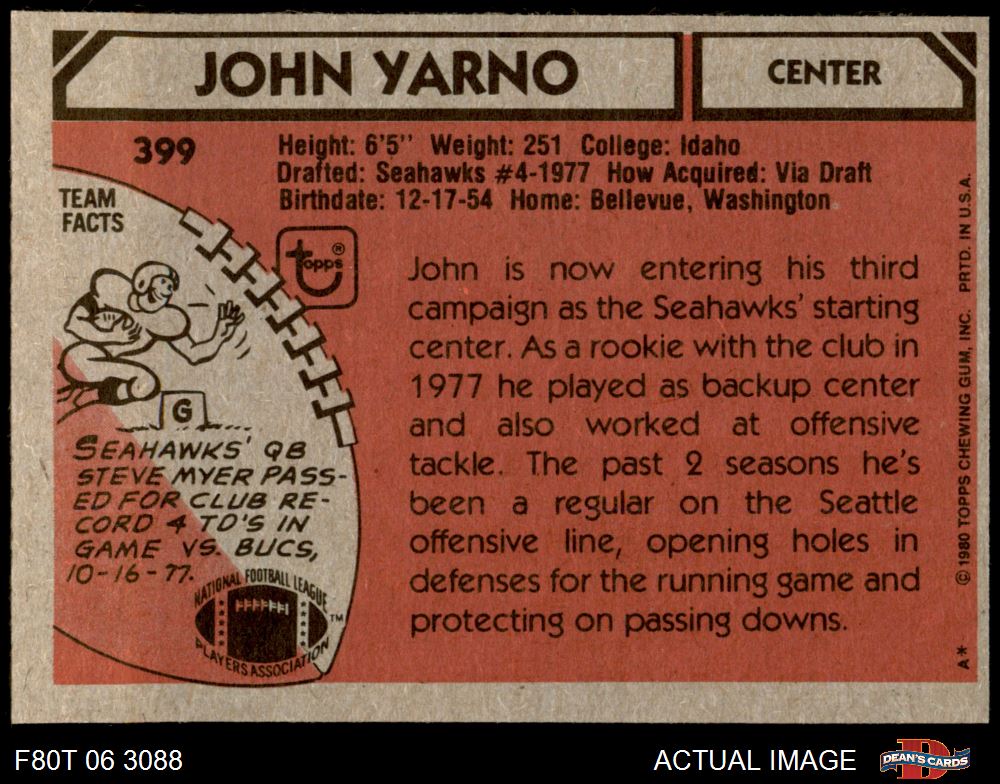 JOHN YARNO
CENTER
399
Height: 6'5'' Weight: 251 College: Idaho
Drafted: Seahawks #4-1977 How Acquired: Via Draft
Birthdate: 12-17-54 Home: Bellevue, Washington
TEAM
FACTS
topps®
G
SEAHAWKS' QB
STEVE MYER PASS-
ED FOR CLUB RE-
CORD 4 TD'S IN
GAME VS. BUCS,
10-16-77.
NATIONAL FOOTBALL LEAGUE
PLAYERS ASSOCIATION
TM
John is now entering his third
campaign as the Seahawks' starting
center. As a rookie with the club in
1977 he played as backup center
and also worked at offensive
tackle. The past 2 seasons he's
been a regular on the Seattle
offensive line, opening holes in
defenses for the running game and
protecting on passing downs.
A* © 1980 TOPPS CHEWING GUM, INC. PRTD. IN U.S.A.
F80T 06 3088
ACTUAL IMAGE
D
DEAN'S CARDS